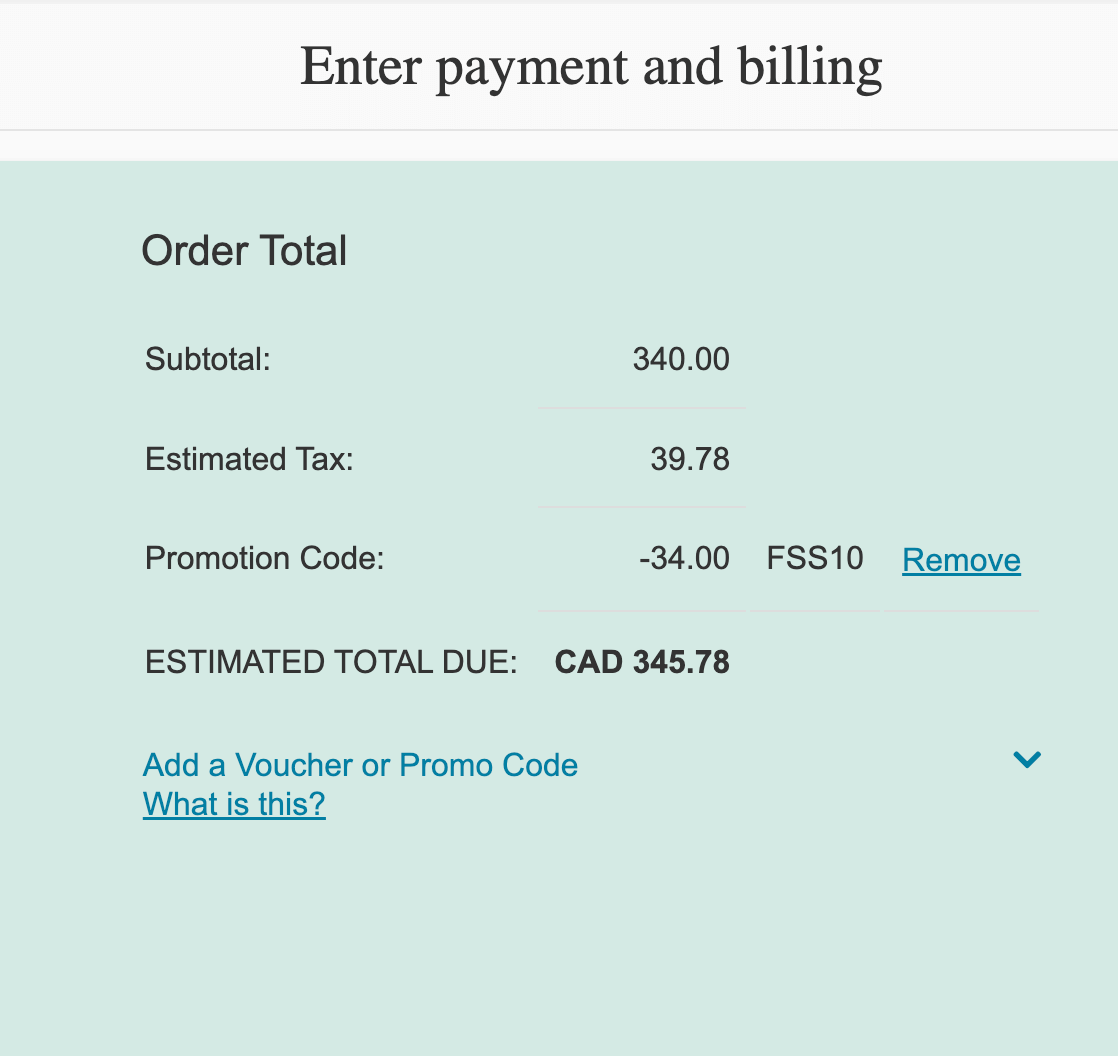 Enter payment and billing
Order Total
Subtotal: 340.00
Estimated Tax: 39.78
Promotion Code: -34.00 FSS10 Remove
ESTIMATED TOTAL DUE: CAD 345.78
Add a Voucher or Promo Code
What is this?